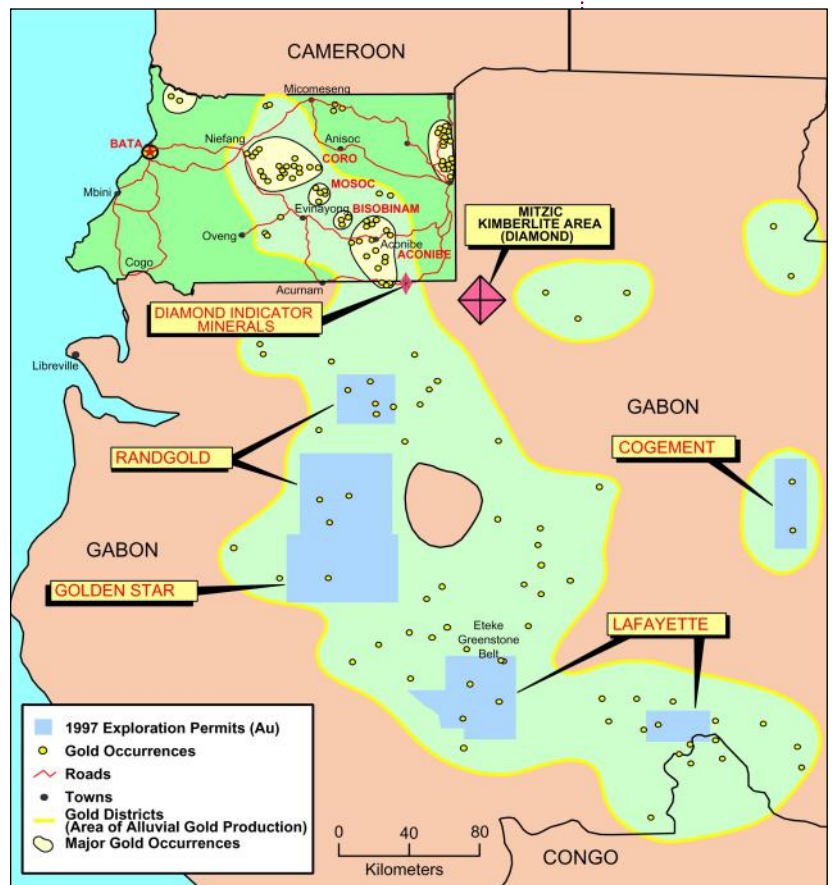 CAMEROON
Micomeseng
BATA
Niefang
Anisoc
CORO
MOSOC
Mbini
Evinayong
BISOBINAM
Oveng
Aconibe
ACONIBE
Cogo
Acurnam
MITZIC
KIMBERLITE AREA
(DIAMOND)
DIAMOND INDICATOR
MINERALS
Libreville
GABON
RANDGOLD
COGEMENT
GABON
GOLDEN STAR
Eteke
Greenstone
Belt
LAFAYETTE
1997 Exploration Permits (Au)
Gold Occurrences
Roads
Towns
Gold Districts
(Area of Alluvial Gold Production)
Major Gold Occurrences
0 40 80
Kilometers
CONGO